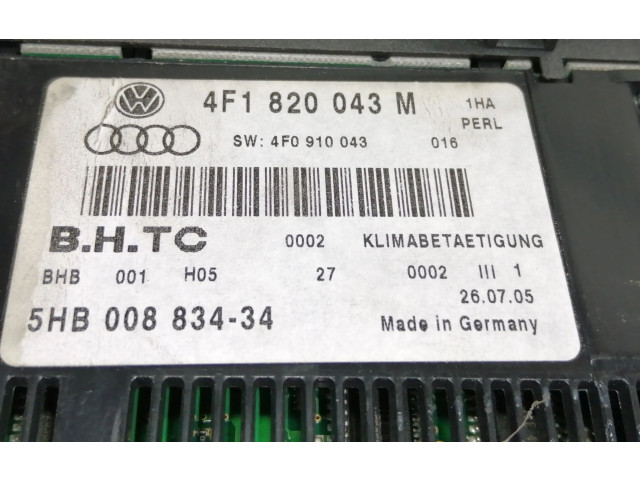 4F1 820 043 M 1HA
PERL
SW: 4F0 910 043 016
B.H.TC 0002 KLIMABETAETIGUNG
BHB 001 H05 27 0002 III 1
26.07.05
5HB 008 834-34 Made in Germany